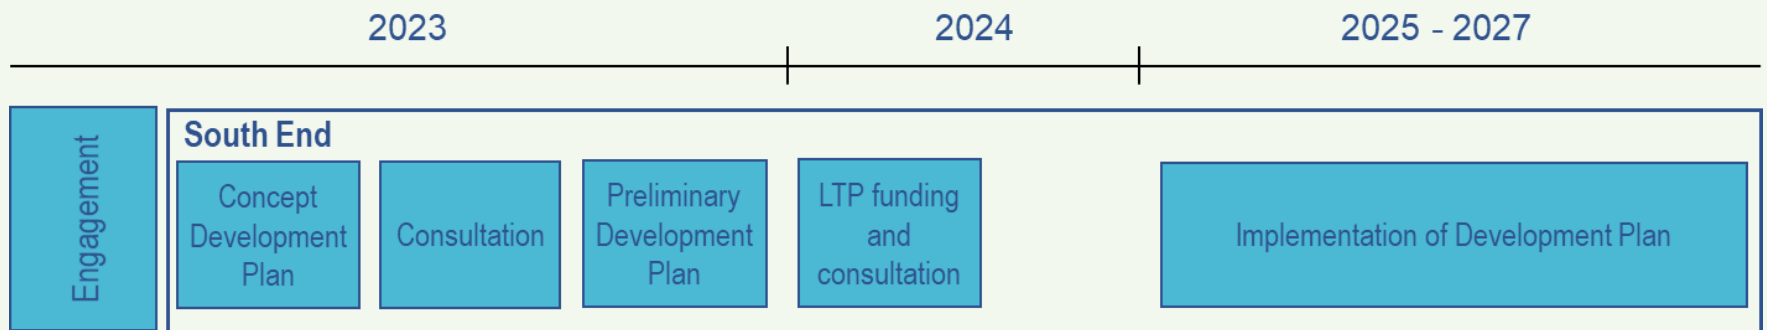 2023
2024
2025 - 2027
Engagement
South End
Concept
Development
Plan
Consultation
Preliminary
Development
Plan
LTP funding
and
consultation
Implementation of Development Plan